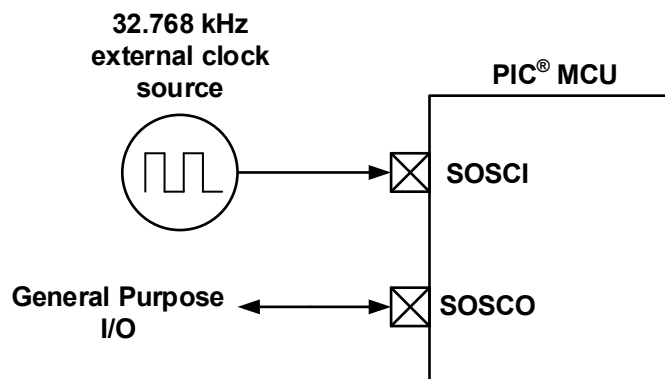 32.768 kHz
external clock
source
PIC® MCU
SOSCI
General Purpose
I/O
SOSCO